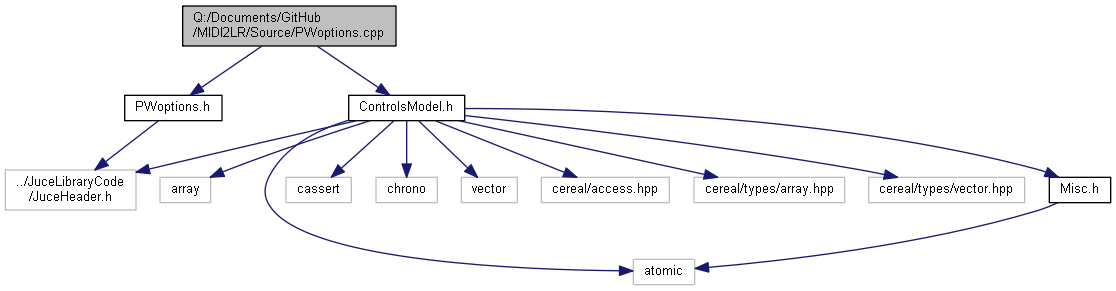 Q:/Documents/GitHub
/MIDI2LR/Source/PWoptions.cpp
PWoptions.h
ControlsModel.h
../JuceLibraryCode
/JuceHeader.h
array
cassert
chrono
vector
cereal/access.hpp
cereal/types/array.hpp
cereal/types/vector.hpp
Misc.h
atomic